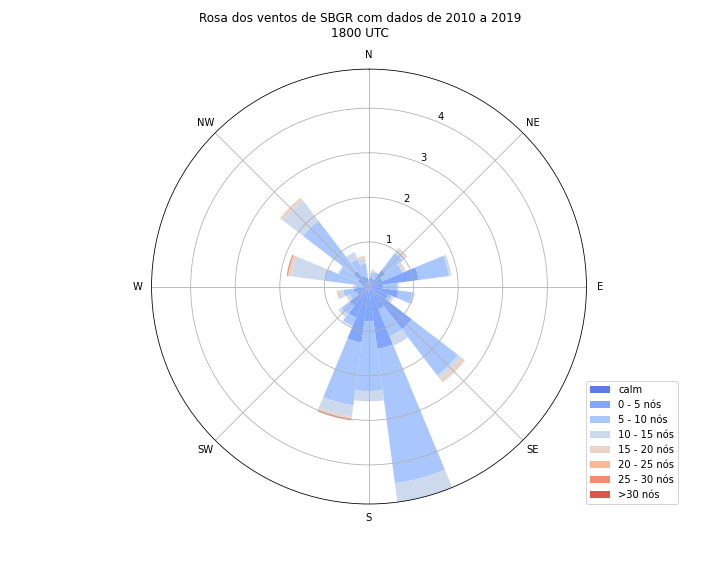 Rosa dos ventos de SBGR com dados de 2010 a 2019
1800 UTC
N
NW
NE
4
3
2
1
W
E
SW
SE
S
calm
0 - 5 nós
5 - 10 nós
10 - 15 nós
15 - 20 nós
20 - 25 nós
25 - 30 nós
>30 nós